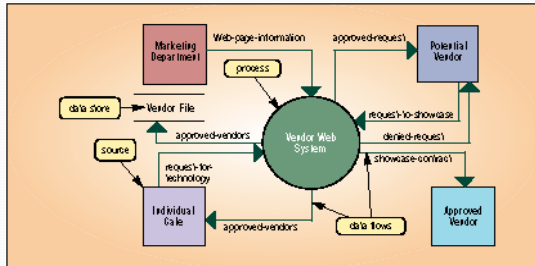 Marketing
Department
Web-page-information
approved-request
Potential
Vendor
process
data store
Vendor File
request-to-showcase
approved-vendors
Vendor Web
System
denied-request
source
showcase-contract
request-for-
technology
Individual
Cale
approved-vendors
data flows
Approved
Vendor